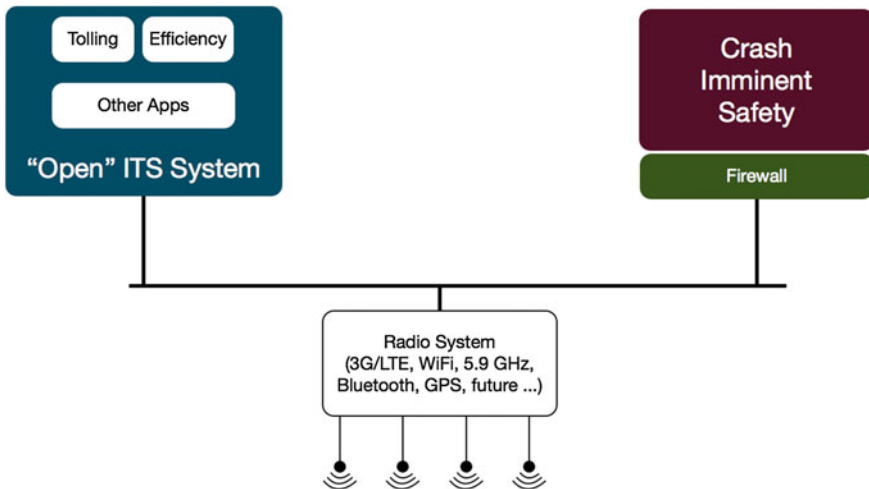 Tolling
Efficiency
Other Apps
“Open” ITS System
Crash
Imminent
Safety
Firewall
Radio System
(3G/LTE, WiFi, 5.9 GHz,
Bluetooth, GPS, future ...)